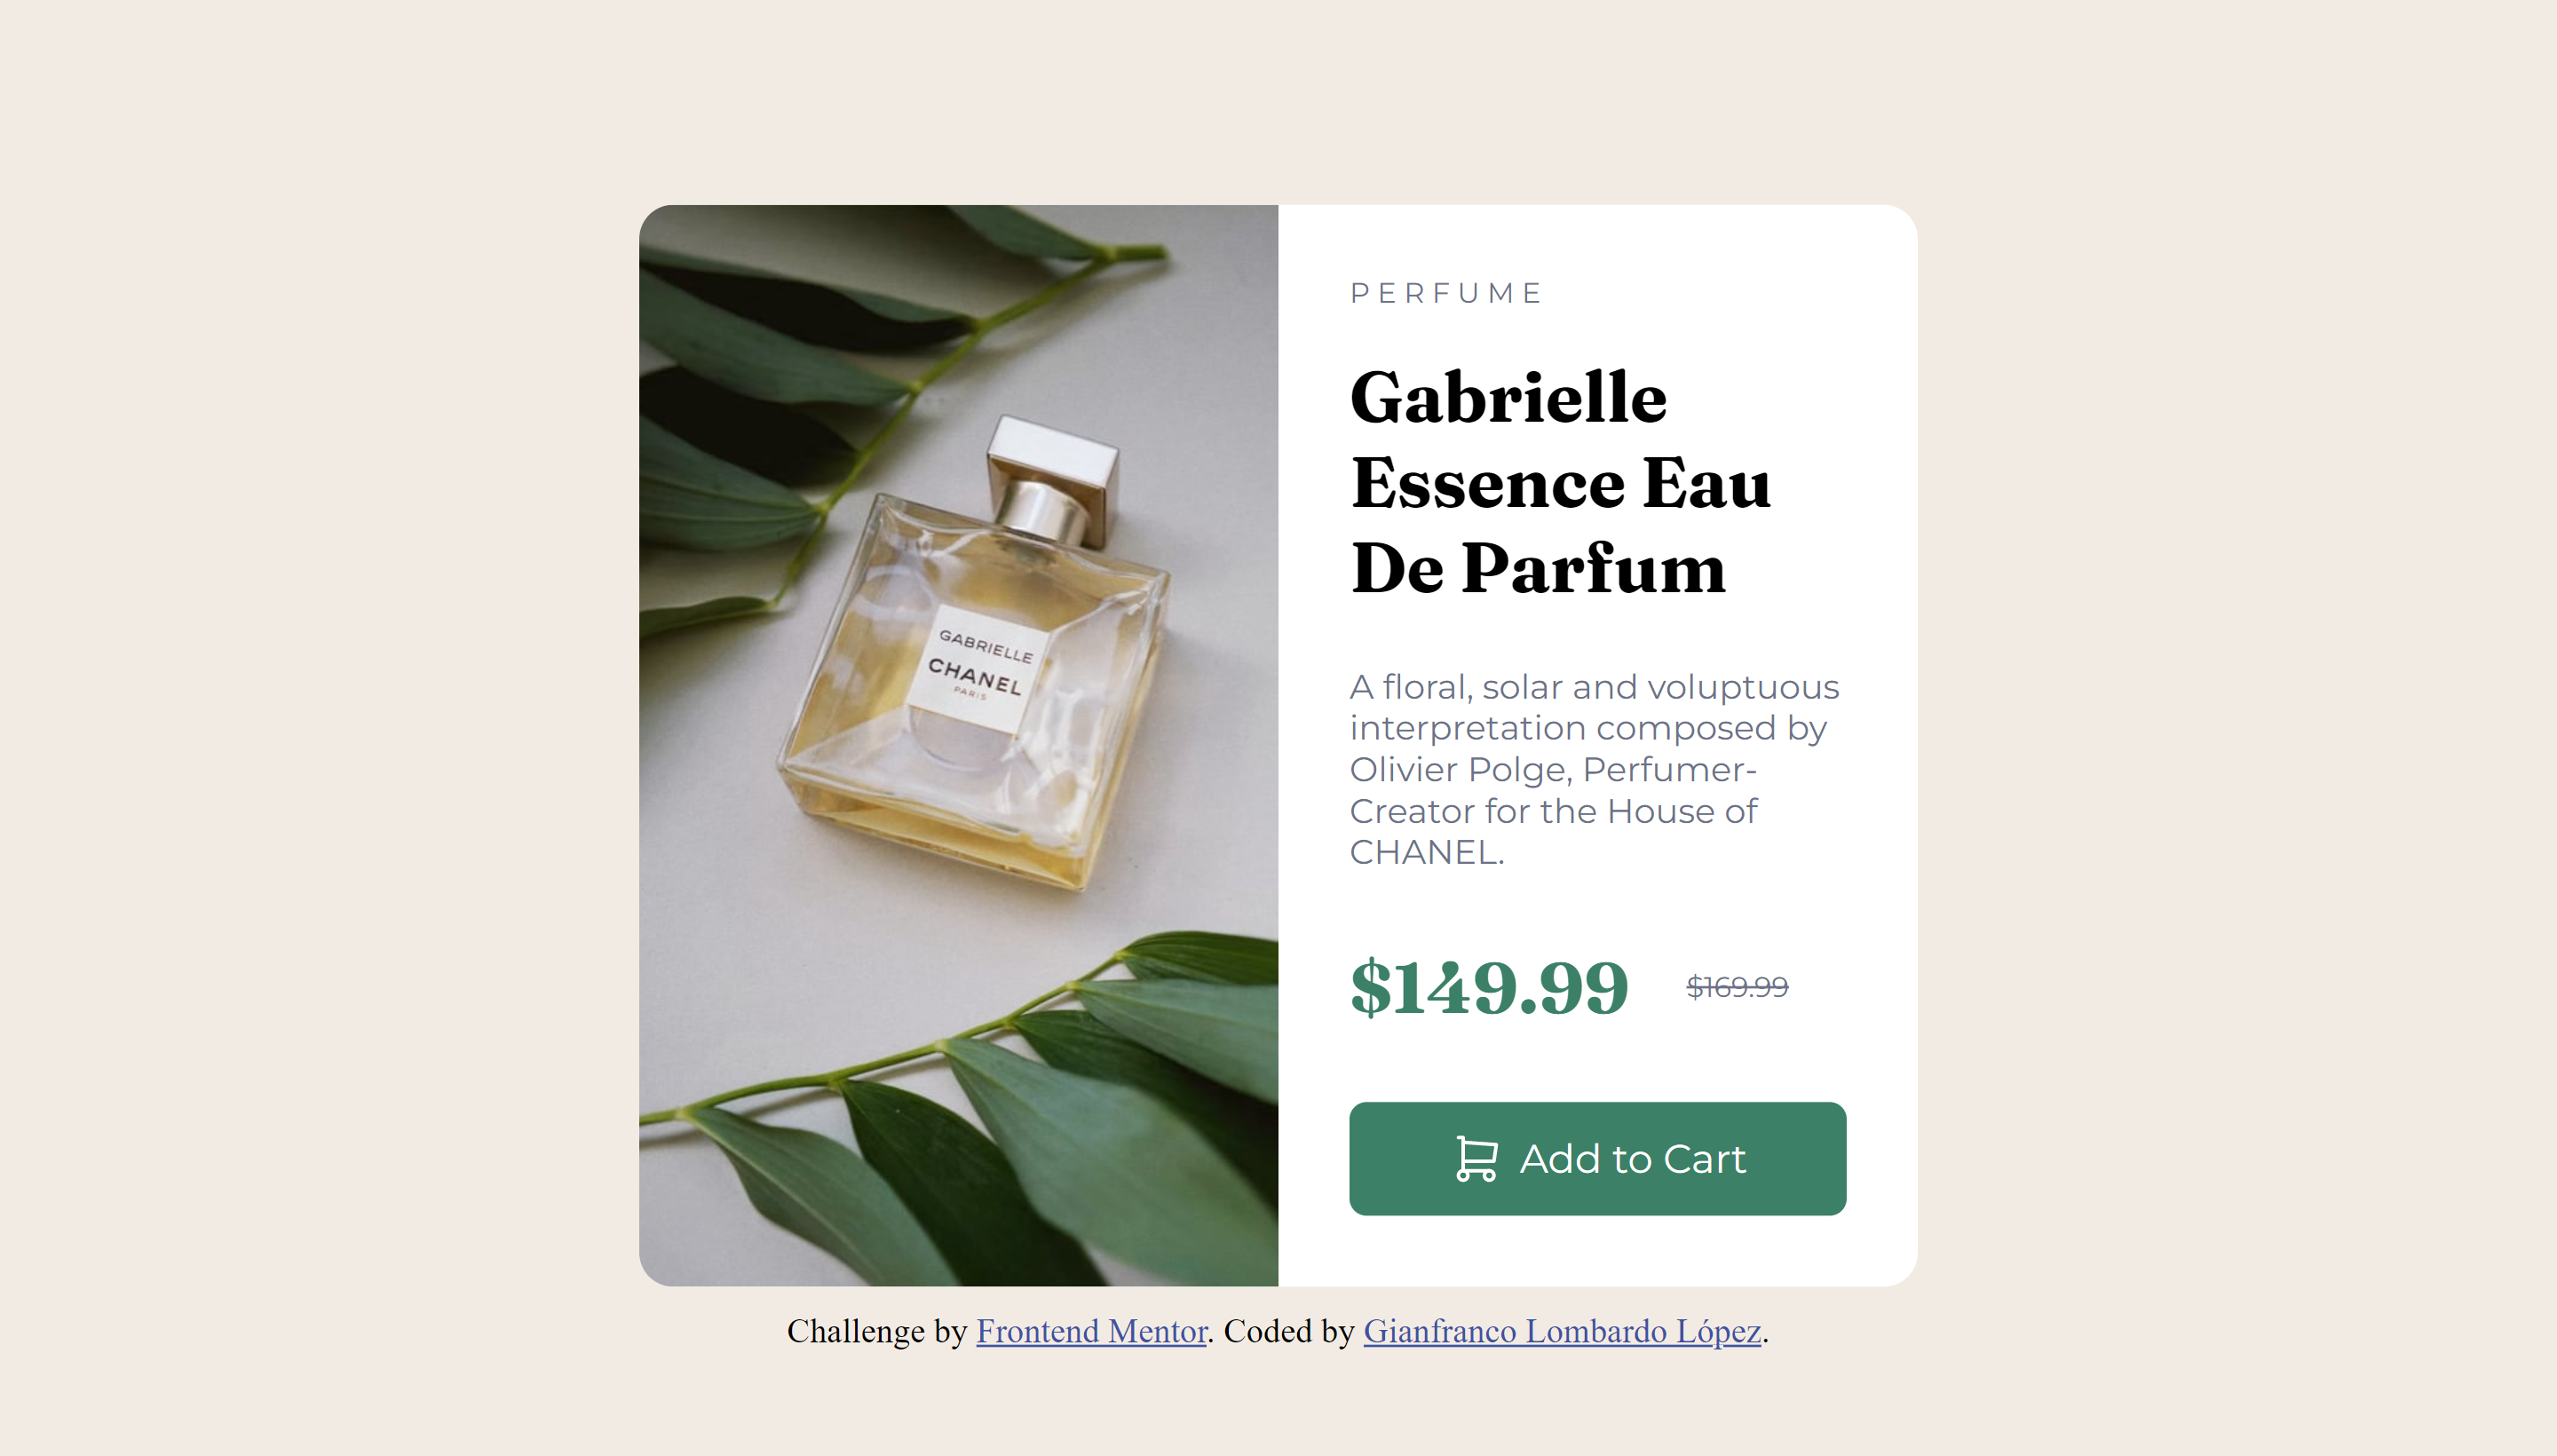 GABRIELLE
CHANEL
PARIS
PERFUME
Gabrielle
Essence Eau
De Parfum
A floral, solar and voluptuous
interpretation composed by
Olivier Polge, Perfumer-
Creator for the House of
CHANEL.
$149.99 $169.99
Add to Cart
Challenge by Frontend Mentor. Coded by Gianfranco Lombardo López.